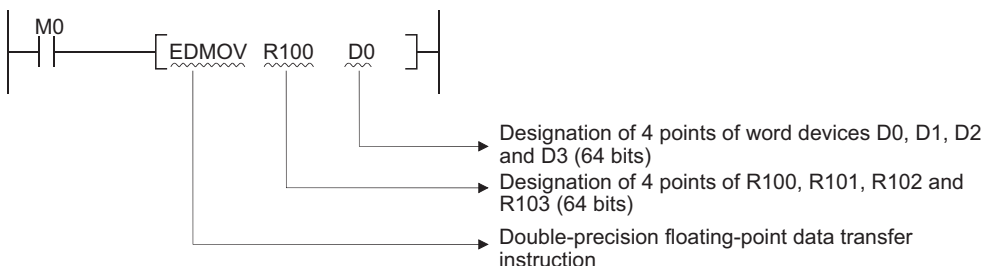 M0
EDMOV R100 D0
Designation of 4 points of word devices D0, D1, D2
and D3 (64 bits)
Designation of 4 points of R100, R101, R102 and
R103 (64 bits)
Double-precision floating-point data transfer
instruction